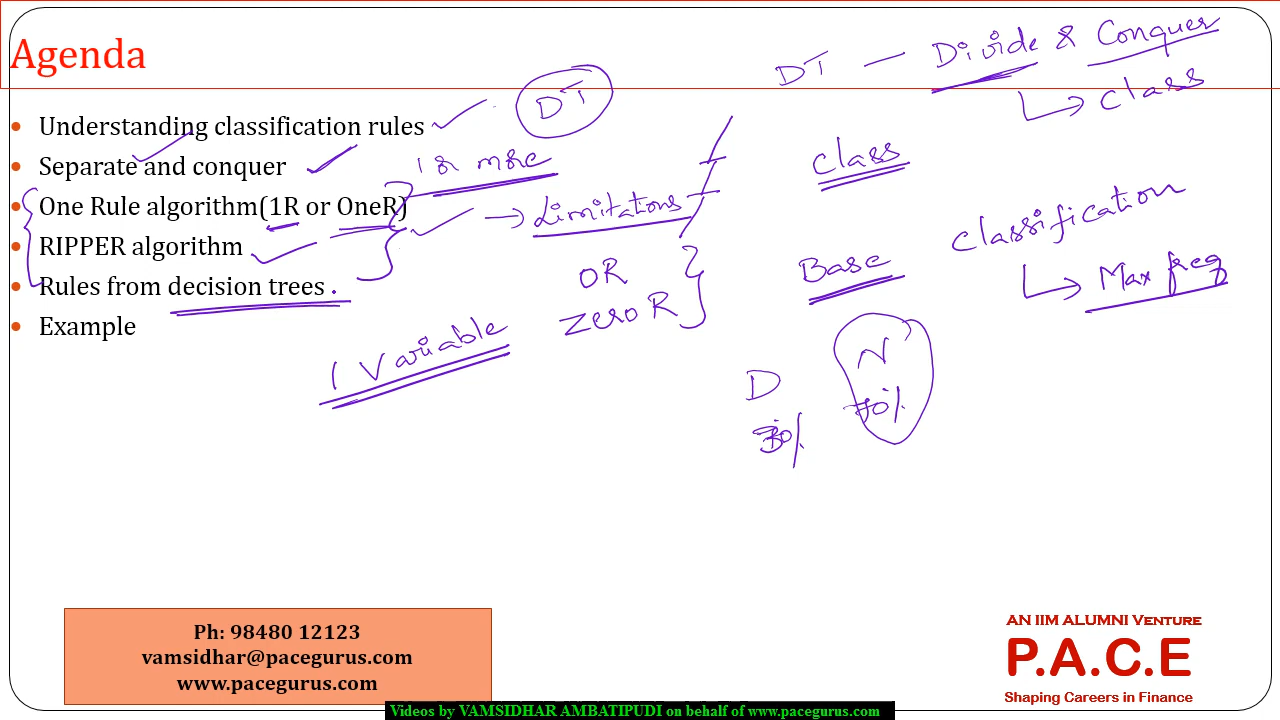 Agenda
DT — Divide & Conquer
Class
• Understanding classification rules
DT
• Separate and conquer
1 or more
Class
• One Rule algorithm(1R or OneR)
Limitations
Classification
• RIPPER algorithm
0R
Base
Max freq
• Rules from decision trees .
Zero R
• Example
1 Variable
D
N
30%
70%
Ph: 98480 12123
vamsidhar@pacegurus.com
www.pacegurus.com
AN IIM ALUMNI VENTURE
P.A.C.E
Shaping Careers in Finance
Videos by VAMSIDHAR AMBATIPUDI on behalf of www.pacegurus.com